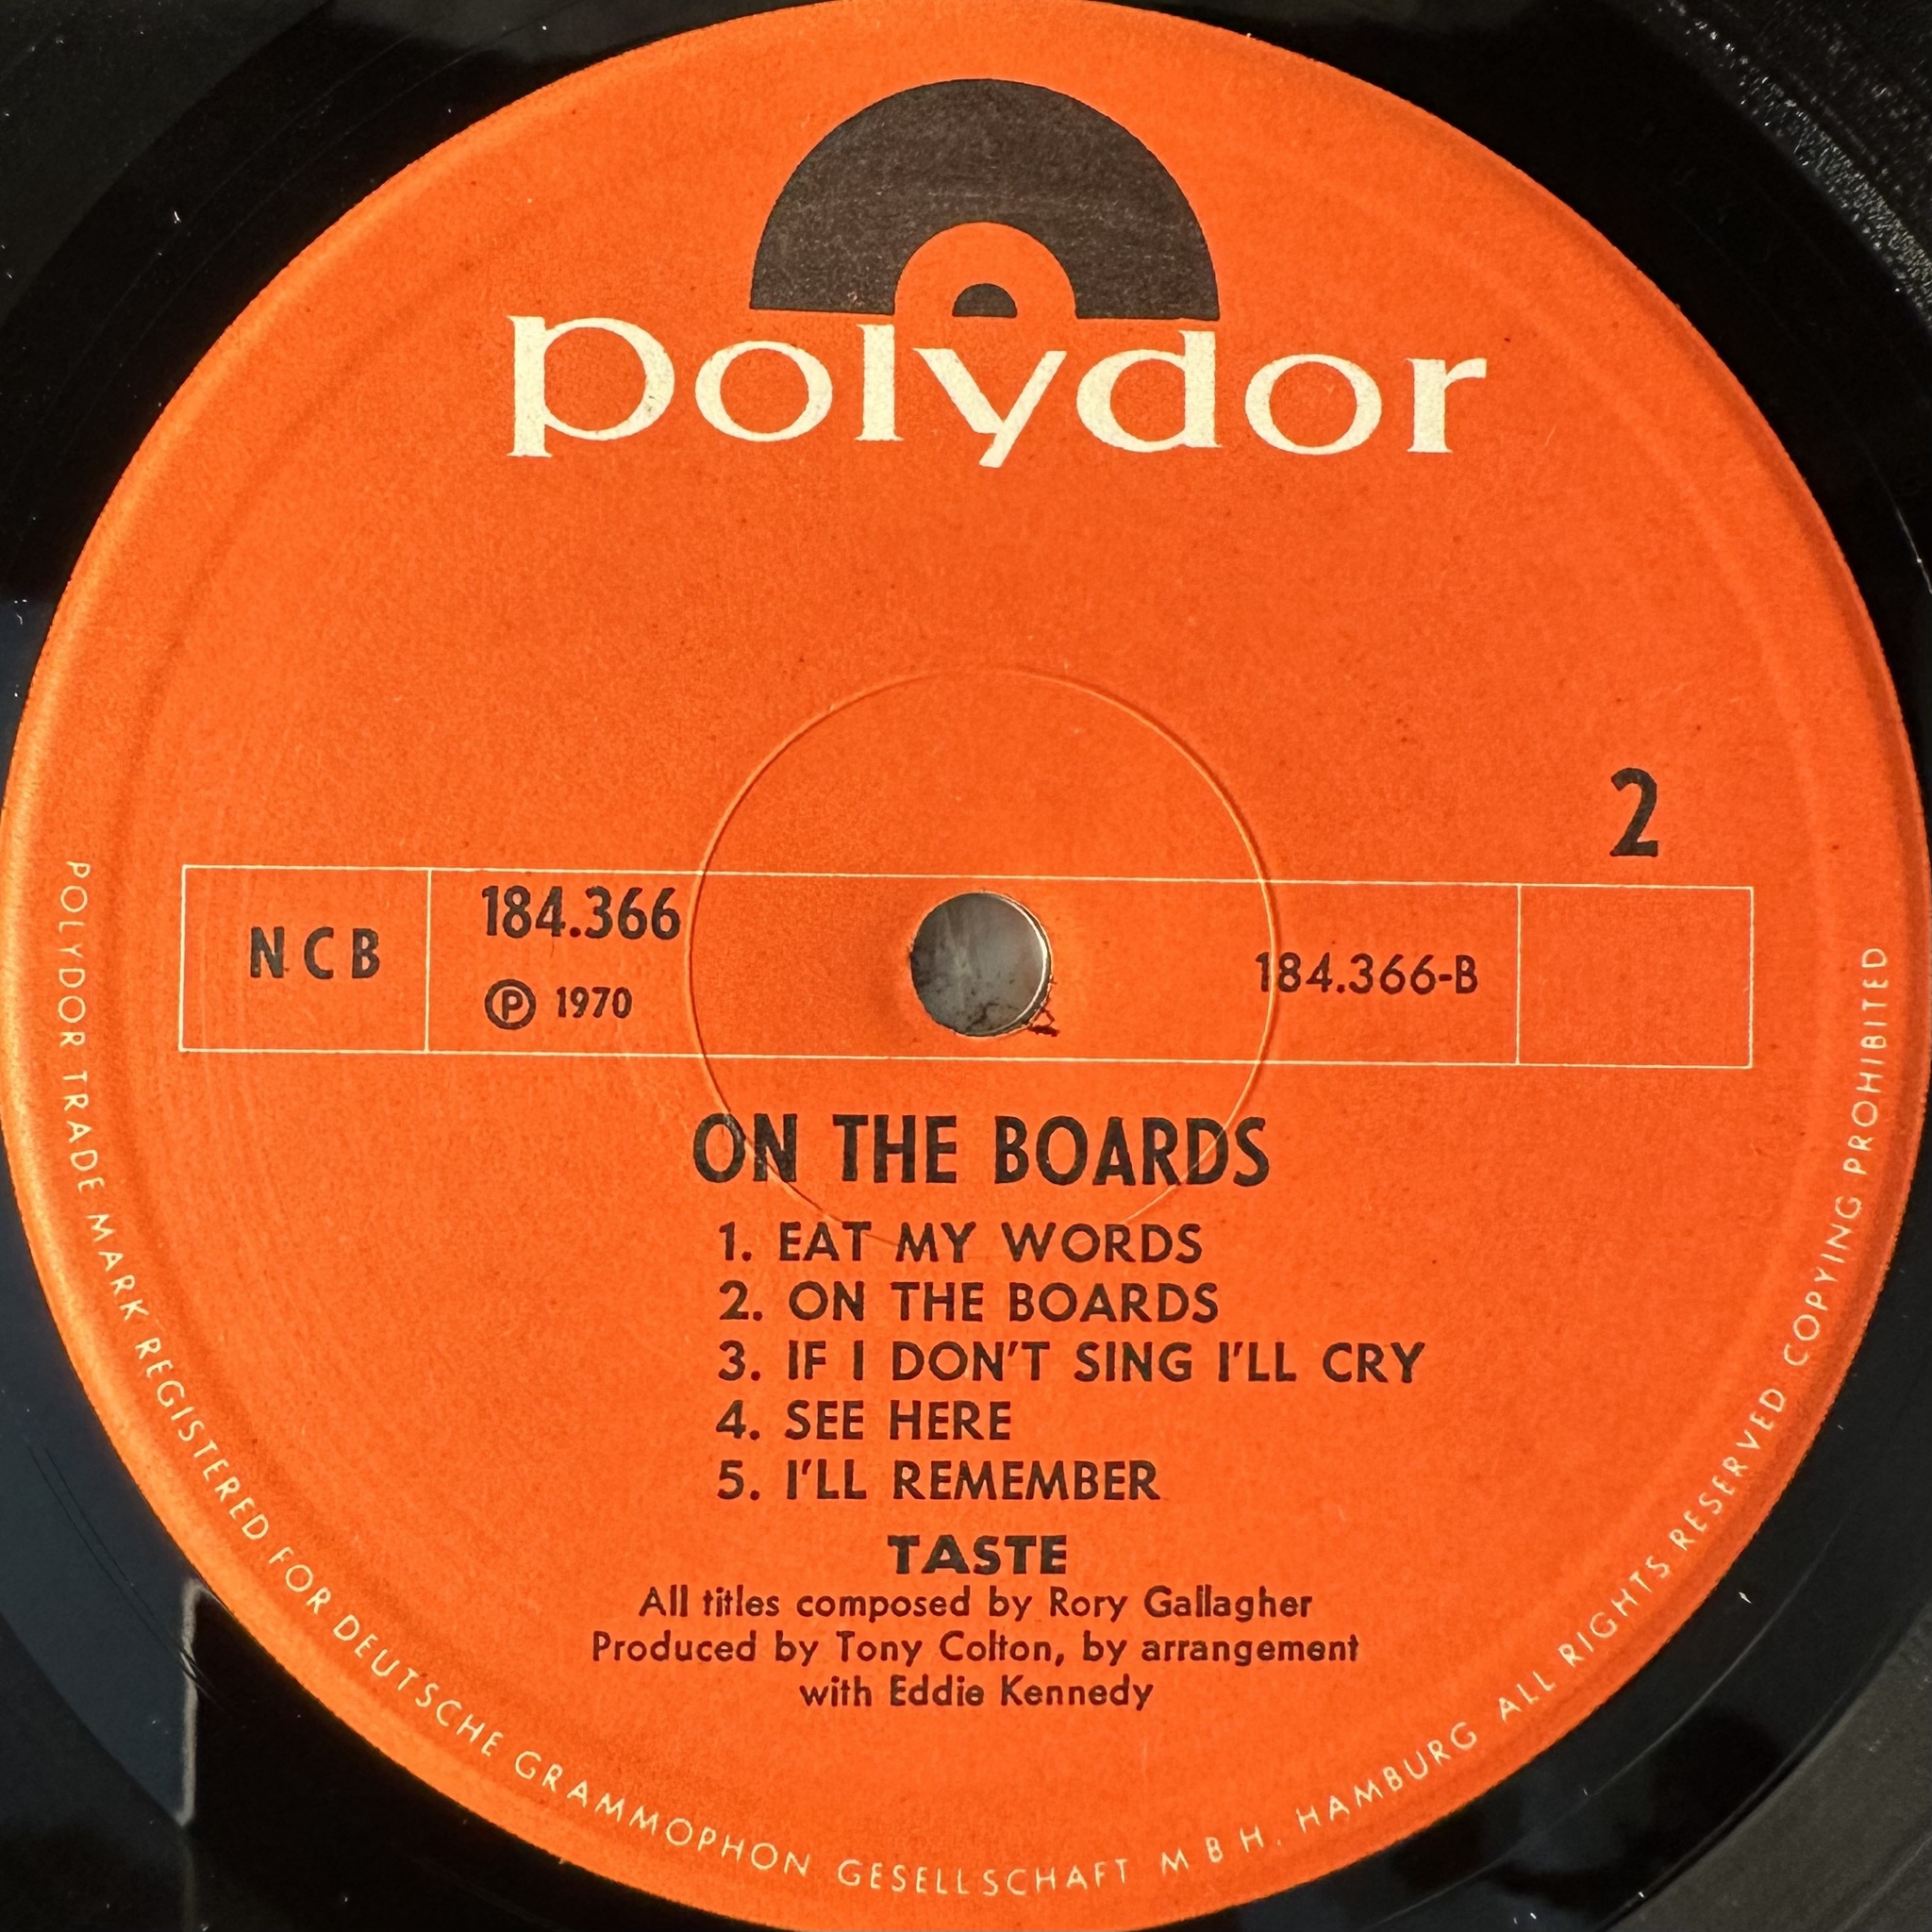 polydor
2
NCB
184.366
℗ 1970
184.366-B
ON THE BOARDS
1. EAT MY WORDS
2. ON THE BOARDS
3. IF I DON'T SING I'LL CRY
4. SEE HERE
5. I'LL REMEMBER
TASTE
All titles composed by Rory Gallagher
Produced by Tony Colton, by arrangement
with Eddie Kennedy
POLYDOR TRADE MARK REGISTERED FOR DEUTSCHE GRAMMOPHON GESELLSCHAFT M B H. HAMBURG ALL RIGHTS RESERVED COPYING PROHIBITED